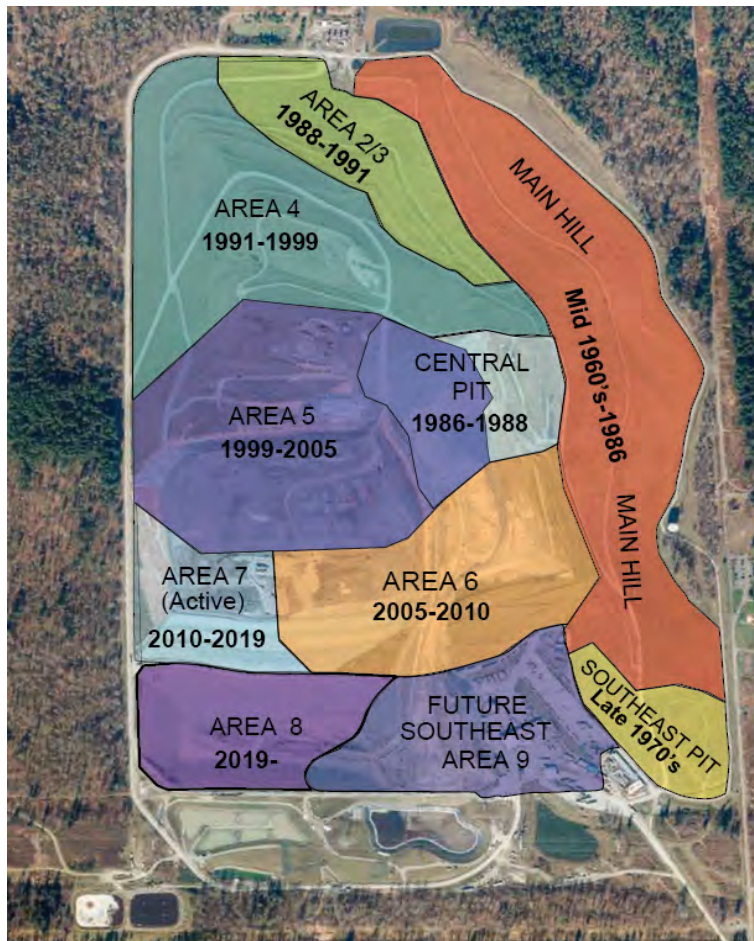 AREA 2/3
1988-1991
MAIN HILL
AREA 4
1991-1999
Mid 1960's-1986
CENTRAL
PIT
1986-1988
AREA 5
1999-2005
MAIN HILL
AREA 7
(Active)
2010-2019
AREA 6
2005-2010
SOUTHEAST PIT
Late 1970's
FUTURE
SOUTHEAST
AREA 9
AREA 8
2019-